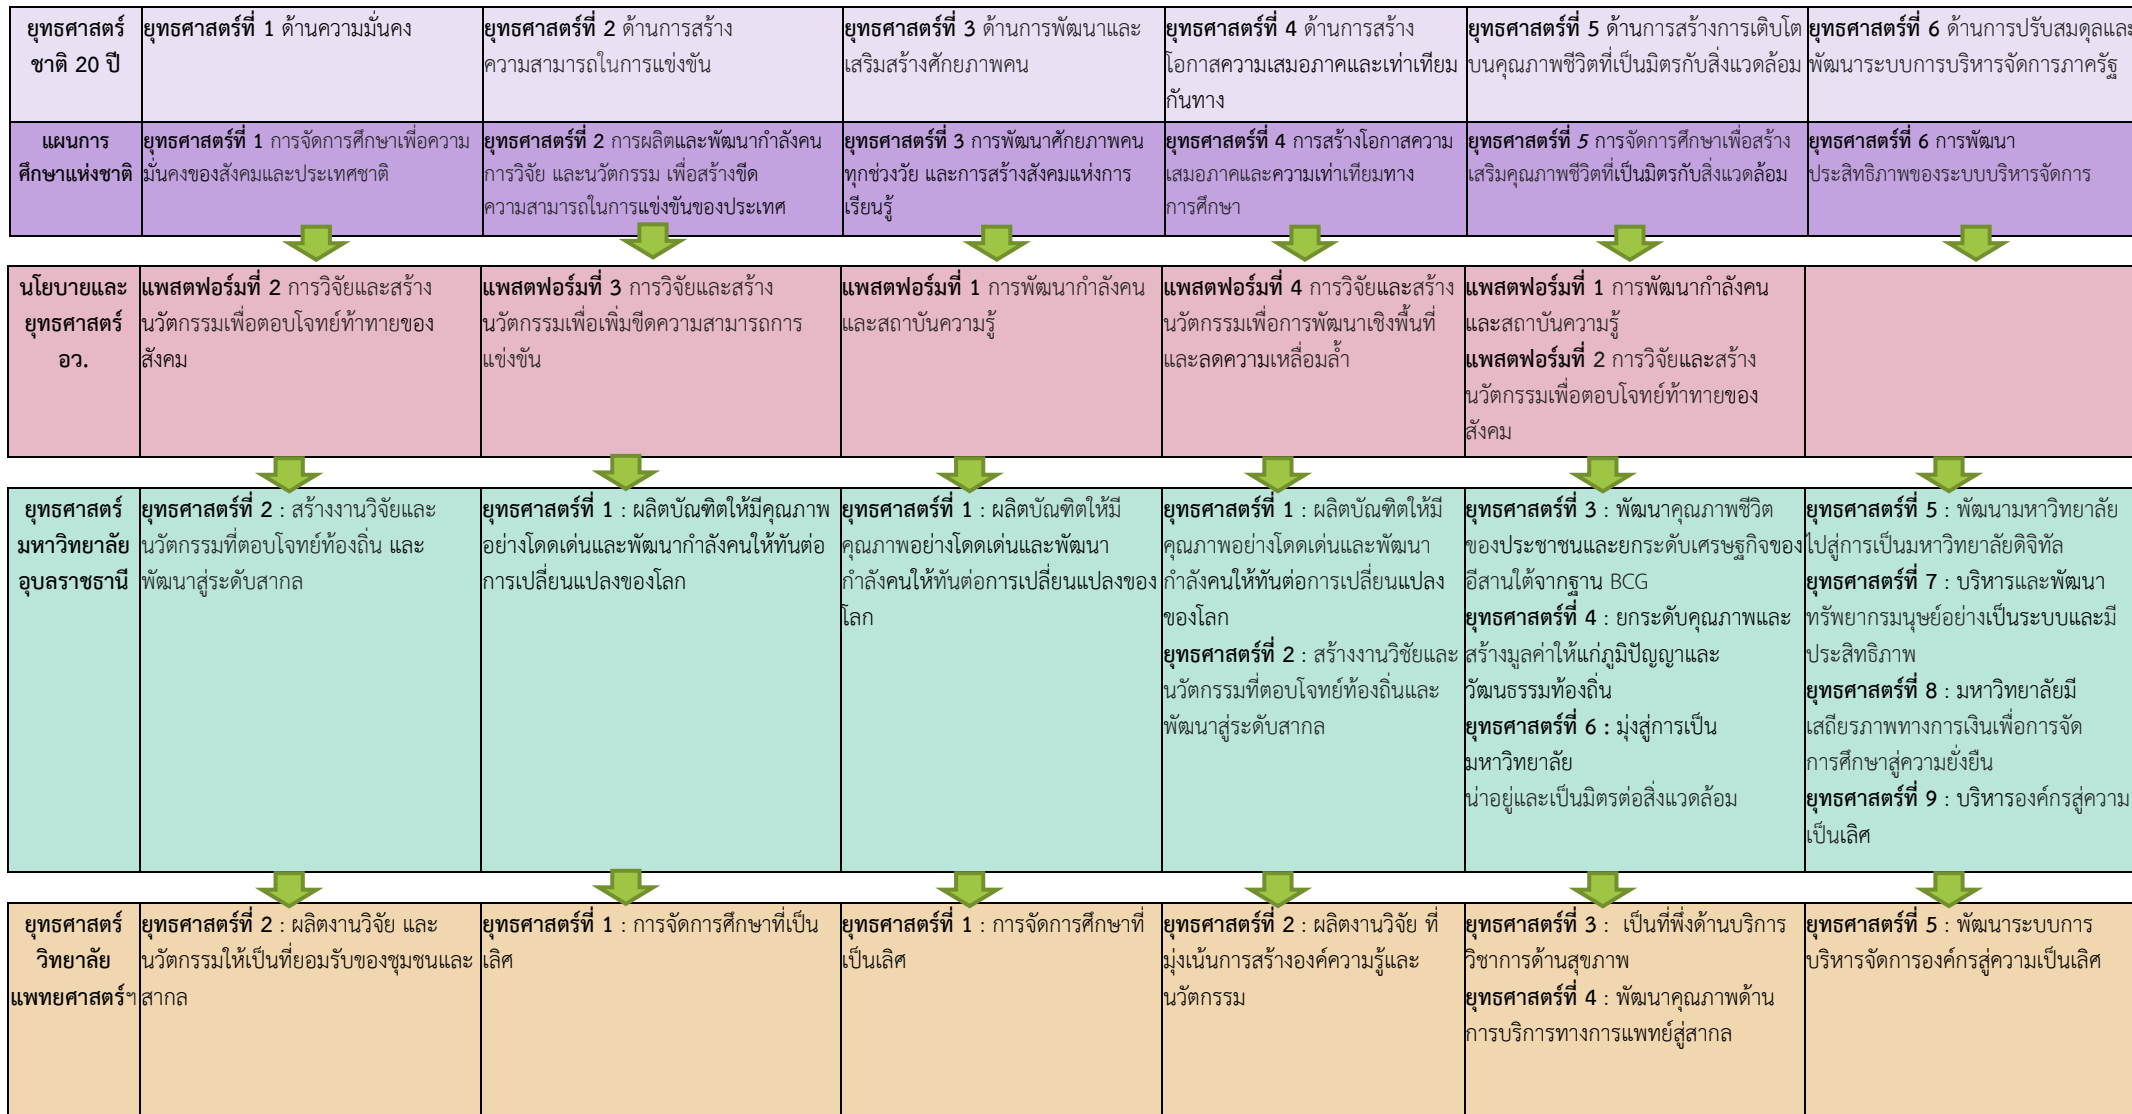 ยุทธศาสตร์
ชาติ 20 ปี
ยุทธศาสตร์ที่ 1 ด้านความมั่นคง
ยุทธศาสตร์ที่ 2 ด้านการสร้าง
ความสามารถในการแข่งขัน
ยุทธศาสตร์ที่ 3 ด้านการพัฒนาและ
เสริมสร้างศักยภาพคน
ยุทธศาสตร์ที่ 4 ด้านการสร้าง
โอกาสความเสมอภาคและเท่าเทียม
กันทาง
ยุทธศาสตร์ที่ 5 ด้านการสร้างการเติบโต
บนคุณภาพชีวิตที่เป็นมิตรกับสิ่งแวดล้อม
ยุทธศาสตร์ที่ 6 ด้านการปรับสมดุลและ
พัฒนาระบบการบริหารจัดการภาครัฐ
แผนการ
ศึกษาแห่งชาติ
ยุทธศาสตร์ที่ 1 การจัดการศึกษาเพื่อความ
มั่นคงของสังคมและประเทศชาติ
ยุทธศาสตร์ที่ 2 การผลิตและพัฒนากำลังคน
การวิจัย และนวัตกรรม เพื่อสร้างขีด
ความสามารถในการแข่งขันของประเทศ
ยุทธศาสตร์ที่ 3 การพัฒนาศักยภาพคน
ทุกช่วงวัย และการสร้างสังคมแห่งการ
เรียนรู้
ยุทธศาสตร์ที่ 4 การสร้างโอกาสความ
เสมอภาคและความเท่าเทียมทาง
การศึกษา
ยุทธศาสตร์ที่ 5 การจัดการศึกษาเพื่อสร้าง
เสริมคุณภาพชีวิตที่เป็นมิตรกับสิ่งแวดล้อม
ยุทธศาสตร์ที่ 6 การพัฒนา
ประสิทธิภาพของระบบบริหารจัดการ
นโยบายและ
ยุทธศาสตร์
อว.
แพสตฟอร์มที่ 2 การวิจัยและสร้าง
นวัตกรรมเพื่อตอบโจทย์ท้าทายของ
สังคม
แพสตฟอร์มที่ 3 การวิจัยและสร้าง
นวัตกรรมเพื่อเพิ่มขีดความสามารถการ
แข่งขัน
แพสตฟอร์มที่ 1 การพัฒนากำลังคน
และสถาบันความรู้
แพสตฟอร์มที่ 4 การวิจัยและสร้าง
นวัตกรรมเพื่อการพัฒนาเชิงพื้นที่
และลดความเหลื่อมล้ำ
แพสตฟอร์มที่ 1 การพัฒนากำลังคน
และสถาบันความรู้
แพสตฟอร์มที่ 2 การวิจัยและสร้าง
นวัตกรรมเพื่อตอบโจทย์ท้าทายของ
สังคม
ยุทธศาสตร์
มหาวิทยาลัย
อุบลราชธานี
ยุทธศาสตร์ที่ 2 : สร้างงานวิจัยและ
นวัตกรรมที่ตอบโจทย์ท้องถิ่น และ
พัฒนาสู่ระดับสากล
ยุทธศาสตร์ที่ 1 : ผลิตบัณฑิตให้มีคุณภาพ
อย่างโดดเด่นและพัฒนากำลังคนให้ทันต่อ
การเปลี่ยนแปลงของโลก
ยุทธศาสตร์ที่ 1 : ผลิตบัณฑิตให้มี
คุณภาพอย่างโดดเด่นและพัฒนา
กำลังคนให้ทันต่อการเปลี่ยนแปลงของ
โลก
ยุทธศาสตร์ที่ 1 : ผลิตบัณฑิตให้มี
คุณภาพอย่างโดดเด่นและพัฒนา
กำลังคนให้ทันต่อการเปลี่ยนแปลง
ของโลก
ยุทธศาสตร์ที่ 2 : สร้างงานวิชัยและ
นวัตกรรมที่ตอบโจทย์ท้องถิ่นและ
พัฒนาสู่ระดับสากล
ยุทธศาสตร์ที่ 3 : พัฒนาคุณภาพชีวิต
ของประชาชนและยกระดับเศรษฐกิจของ
อีสานใต้จากฐาน BCG
ยุทธศาสตร์ที่ 4 : ยกระดับคุณภาพและ
สร้างมูลค่าให้แก่ภูมิปัญญาและ
วัฒนธรรมท้องถิ่น
ยุทธศาสตร์ที่ 6 : มุ่งสู่การเป็น
มหาวิทยาลัย
น่าอยู่และเป็นมิตรต่อสิ่งแวดล้อม
ยุทธศาสตร์ที่ 5 : พัฒนามหาวิทยาลัย
ไปสู่การเป็นมหาวิทยาลัยดิจิทัล
ยุทธศาสตร์ที่ 7 : บริหารและพัฒนา
ทรัพยากรมนุษย์อย่างเป็นระบบและมี
ประสิทธิภาพ
ยุทธศาสตร์ที่ 8 : มหาวิทยาลัยมี
เสถียรภาพทางการเงินเพื่อการจัด
การศึกษาสู่ความยั่งยืน
ยุทธศาสตร์ที่ 9 : บริหารองค์กรสู่ความ
เป็นเลิศ
ยุทธศาสตร์
วิทยาลัย
แพทยศาสตร์ฯ
ยุทธศาสตร์ที่ 2 : ผลิตงานวิจัย และ
นวัตกรรมให้เป็นที่ยอมรับของชุมชนและ
สากล
ยุทธศาสตร์ที่ 1 : การจัดการศึกษาที่เป็น
เลิศ
ยุทธศาสตร์ที่ 1 : การจัดการศึกษาที่
เป็นเลิศ
ยุทธศาสตร์ที่ 2 : ผลิตงานวิจัย ที่
มุ่งเน้นการสร้างองค์ความรู้และ
นวัตกรรม
ยุทธศาสตร์ที่ 3 : เป็นที่พึ่งด้านบริการ
วิชาการด้านสุขภาพ
ยุทธศาสตร์ที่ 4 : พัฒนาคุณภาพด้าน
การบริการทางการแพทย์สู่สากล
ยุทธศาสตร์ที่ 5 : พัฒนาระบบการ
บริหารจัดการองค์กรสู่ความเป็นเลิศ